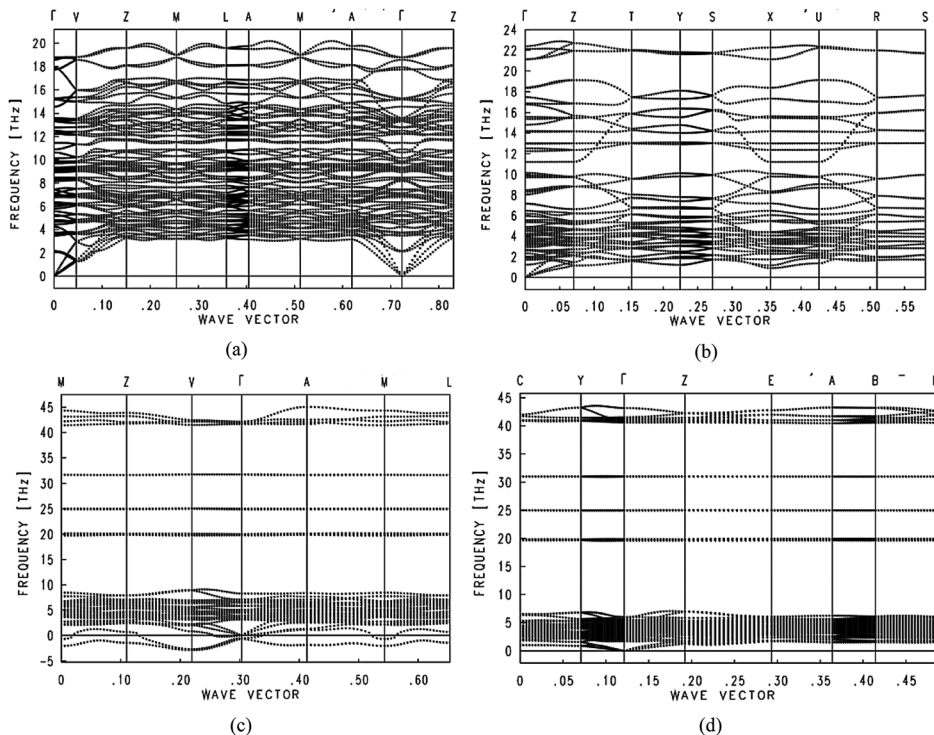 Γ V Z M L A M A Γ Z
20
18
16
14
12
10
8
6
4
2
0
FREQUENCY [THz]
0 .10 .20 .30 .40 .50 .60 .70 .80
WAVE VECTOR
(a)
Γ Z T Y S X U R S
24
22
20
18
16
14
12
10
8
6
4
2
0
FREQUENCY [THz]
0 .05 .10 .15 .20 .25 .30 .35 .40 .45 .50 .55
WAVE VECTOR
(b)
M Z V Γ A M L
45
40
35
30
25
20
15
10
5
0
-5
FREQUENCY [THz]
0 .10 .20 .30 .40 .50 .60
WAVE VECTOR
(c)
C Y Γ Z E A B
45
40
35
30
25
20
15
10
5
0
FREQUENCY [THz]
0 .05 .10 .15 .20 .25 .30 .35 .40 .45
WAVE VECTOR
(d)